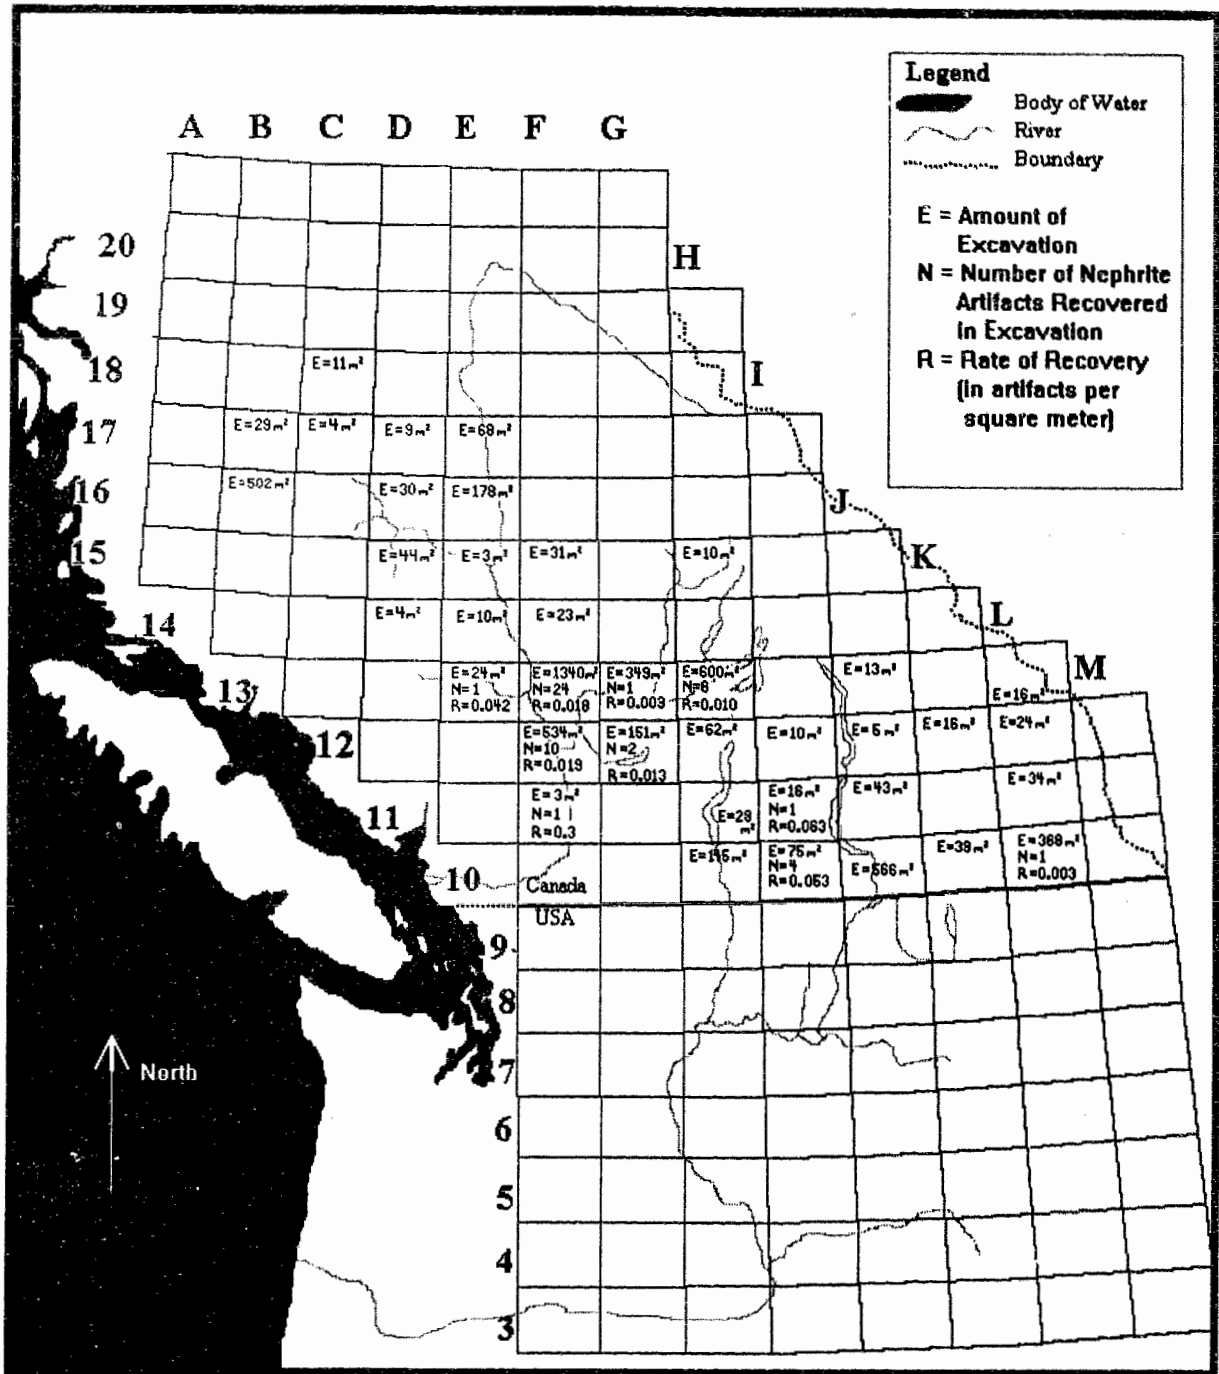 Legend
Body of Water
River
Boundary
E = Amount of
Excavation
N = Number of Nephrite
Artifacts Recovered
in Excavation
R = Rate of Recovery
(in artifacts per
square meter)
A B C D E F G
20
H
19
18
E=11m²
I
17
E=29m² E=4m² E=9m² E=68m²
16
E=502m² E=30m² E=178m²
J
15
E=44m² E=3m² E=31m² E=10m²
K
14
E=4m² E=10m² E=23m²
L
13
E=24m²
N=1
R=0.042
E=1340m²
N=24
R=0.018
E=349m²
N=1
R=0.003
E=600m²
N=6
R=0.010
E=13m²
E=16m²
M
12
E=534m²
N=10
R=0.019
E=151m²
N=2
R=0.013
E=62m²
E=10m²
E=5m²
E=16m²
E=24m²
11
E=3m²
N=1
R=0.3
E=28
m²
E=16m²
N=1
R=0.063
E=43m²
E=34m²
10
E=145m²
E=75m²
N=4
R=0.053
E=566m²
E=39m²
E=368m²
N=1
R=0.003
Canada
USA
9
8
7
North
6
5
4
3